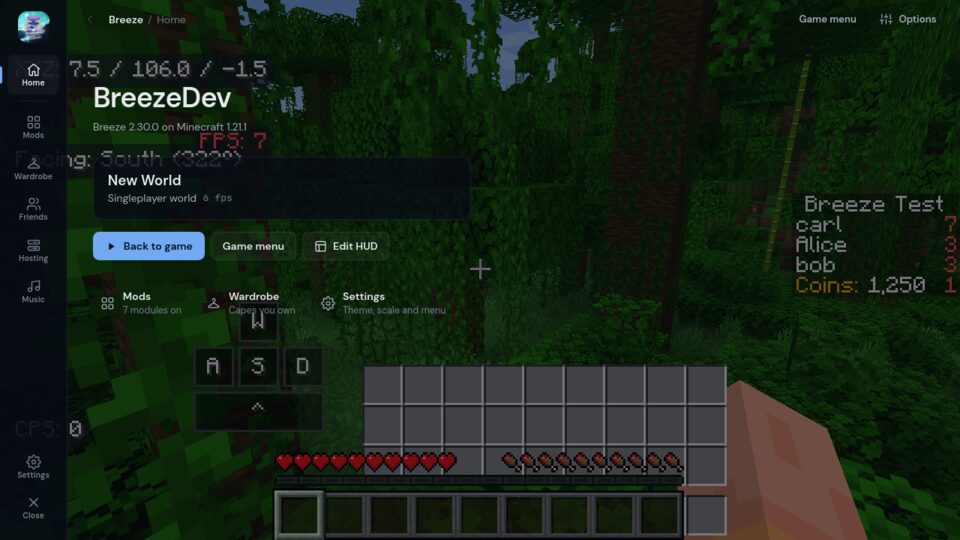 Breeze / Home
Game menu
Options
XYZ: 7.5 / 106.0 / -1.5
Home
BreezeDev
Breeze 2.30.0 on Minecraft 1.21.1
FPS: 7
Mods
Facing: South (322°)
Wardrobe
New World
Singleplayer world 6 fps
Friends
Breeze Test
carl 7
Alice 3
bob 3
Coins: 1,250 1
Back to game
Game menu
Edit HUD
Hosting
Music
Mods
7 modules on
Wardrobe
Capes you own
Settings
Theme, scale and menu
W
A S D
^
CPS: 0
Settings
Close